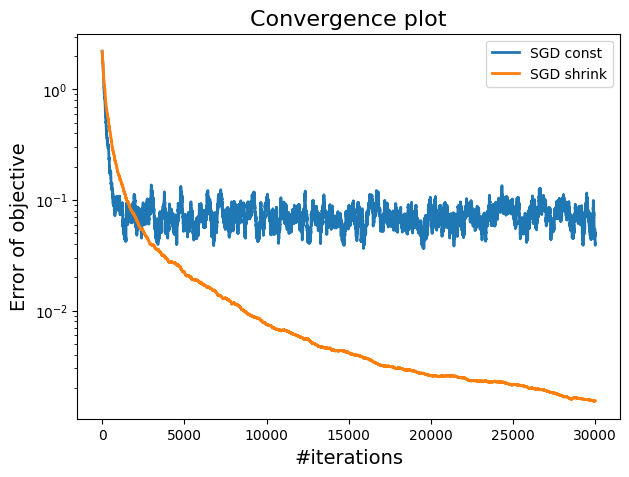 Convergence plot
SGD const
SGD shrink
Error of objective
10⁰
10⁻¹
10⁻²
0 5000 10000 15000 20000 25000 30000
#iterations